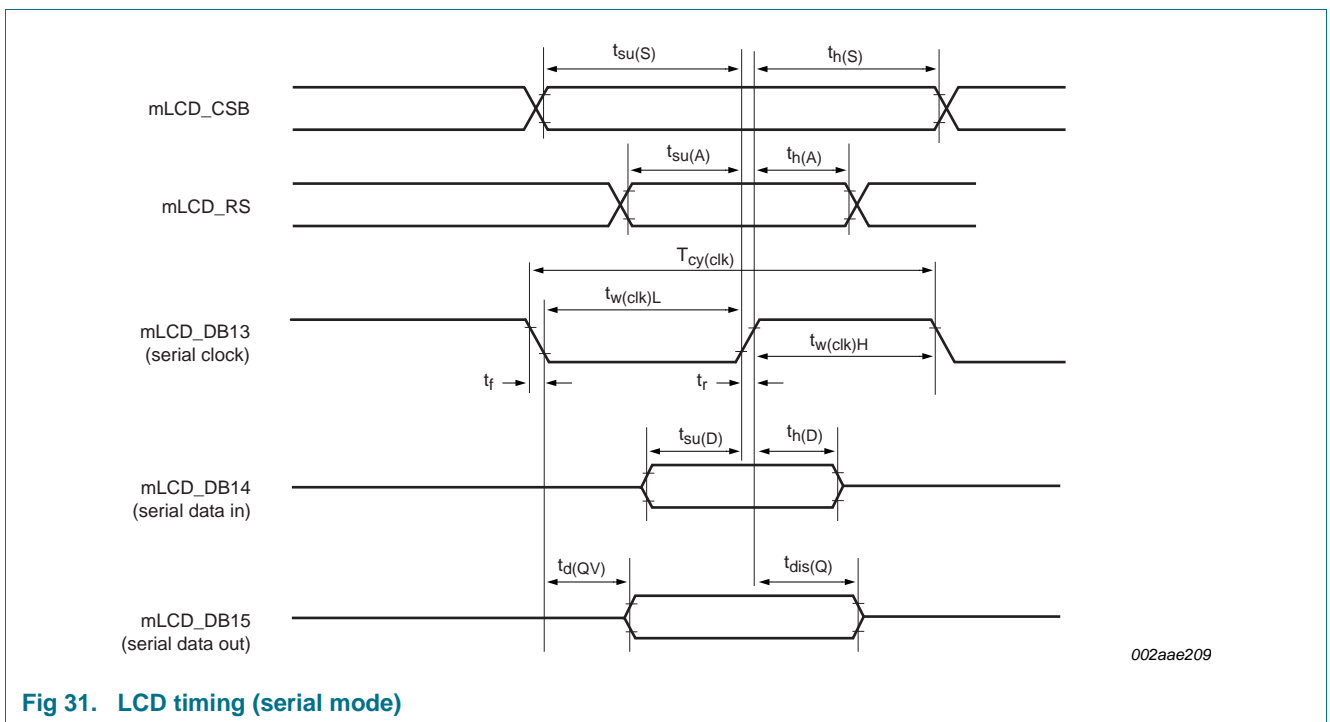 tsu(S)
th(S)
mLCD_CSB
tsu(A)
th(A)
mLCD_RS
Tcy(clk)
tw(clk)L
mLCD_DB13
(serial clock)
tw(clk)H
tf
tr
tsu(D)
th(D)
mLCD_DB14
(serial data in)
td(QV)
tdis(Q)
mLCD_DB15
(serial data out)
002aae209
Fig 31. LCD timing (serial mode)